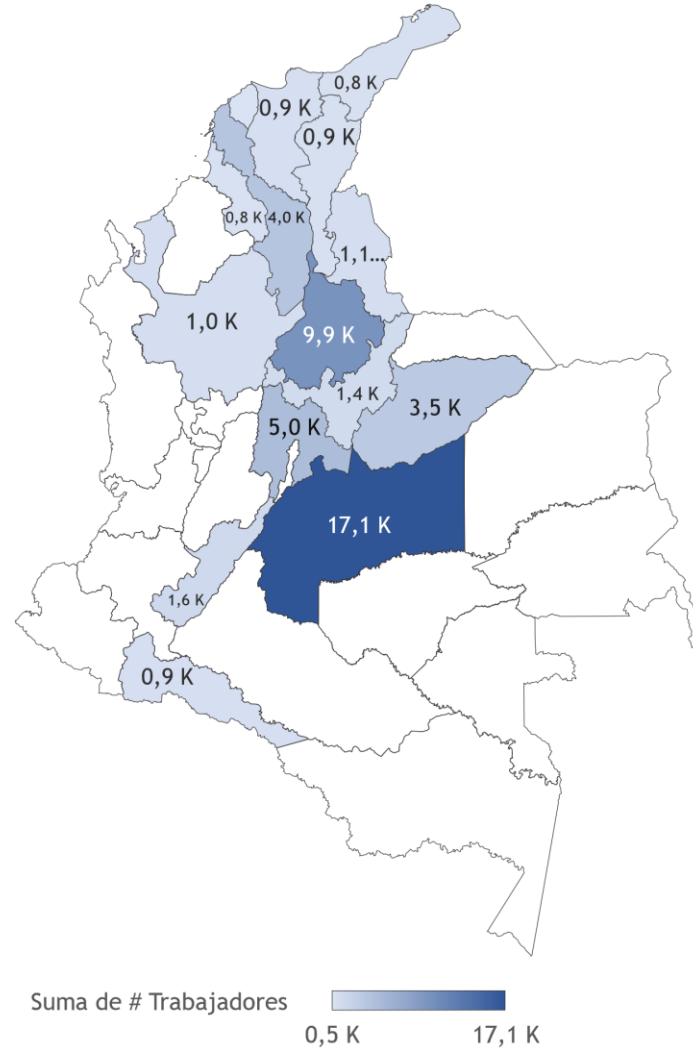 0,8 K
0,9 K
0,9 K
0,8 K
4,0 K
1,1...
1,0 K
9,9 K
1,4 K
3,5 K
5,0 K
17,1 K
1,6 K
0,9 K
Suma de # Trabajadores
0,5 K
17,1 K